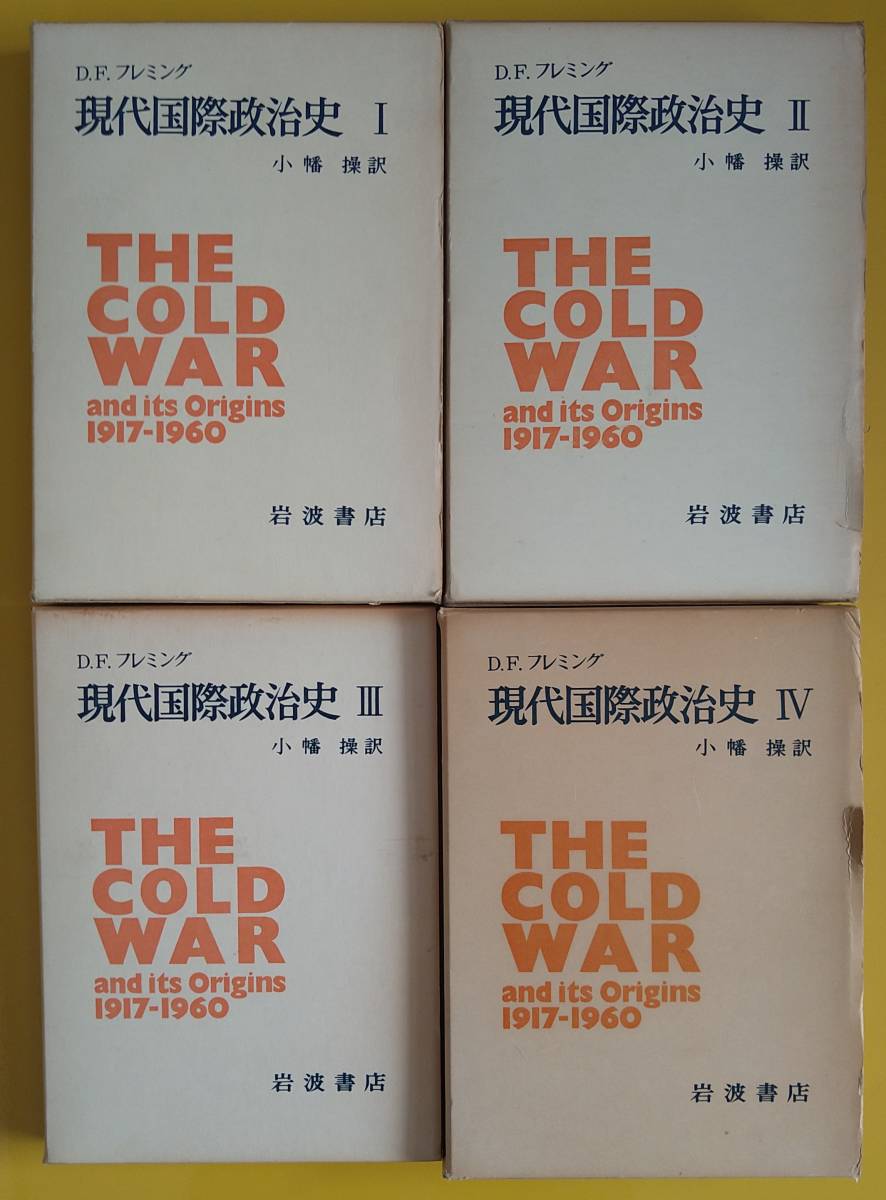 D.F. フレミング
現代国際政治史 I
小幡 操訳
THE
COLD
WAR
and its Origins
1917-1960
岩波書店
D.F. フレミング
現代国際政治史 II
小幡 操訳
THE
COLD
WAR
and its Origins
1917-1960
岩波書店
D.F. フレミング
現代国際政治史 III
小幡 操訳
THE
COLD
WAR
and its Origins
1917-1960
岩波書店
D.F. フレミング
現代国際政治史 IV
小幡 操訳
THE
COLD
WAR
and its Origins
1917-1960
岩波書店